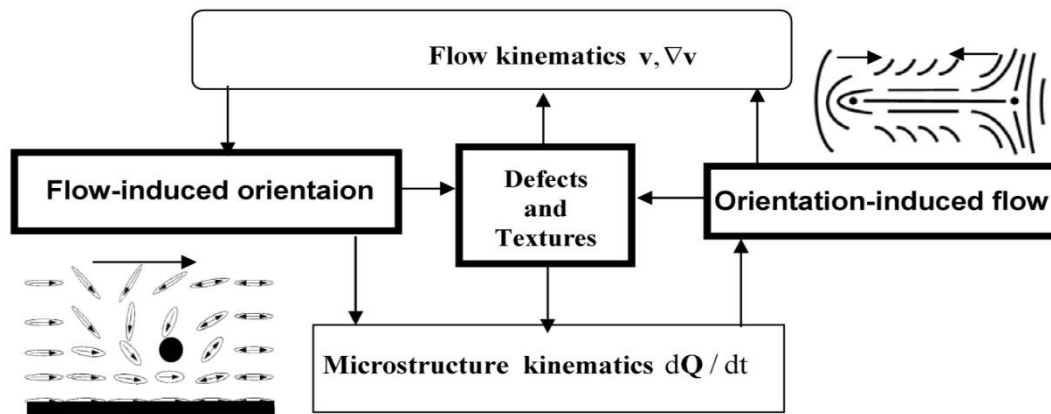 Flow kinematics v, ∇v
Flow-induced orientaion
Defects
and
Textures
Orientation-induced flow
Microstructure kinematics dQ / dt